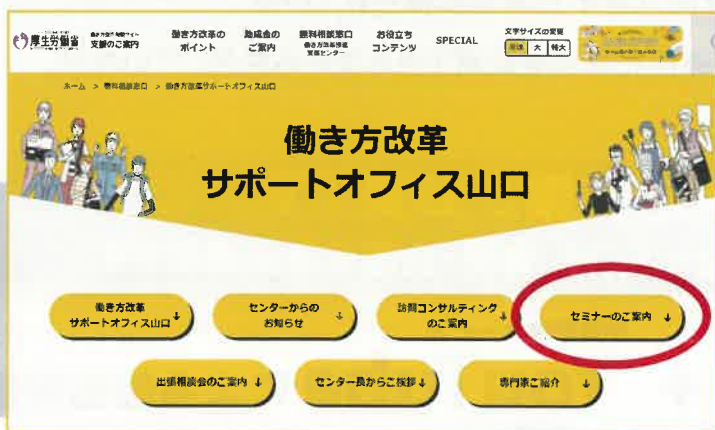 厚生労働省
支援のご案内
働き方改革の
ポイント
助成金の
ご案内
無料相談窓口
働き方改革推進
支援センター
お役立ち
コンテンツ
SPECIAL
文字サイズの変更
標準 大 特大
ホーム > 無料相談窓口 > 働き方改革サポートオフィス山口
働き方改革
サポートオフィス山口
働き方改革
サポートオフィス山口 ↓
センターからの
お知らせ ↓
訪問コンサルティング
のご案内 ↓
セミナーのご案内 ↓
出張相談会のご案内 ↓
センター長からご挨拶 ↓
専門家ご紹介 ↓